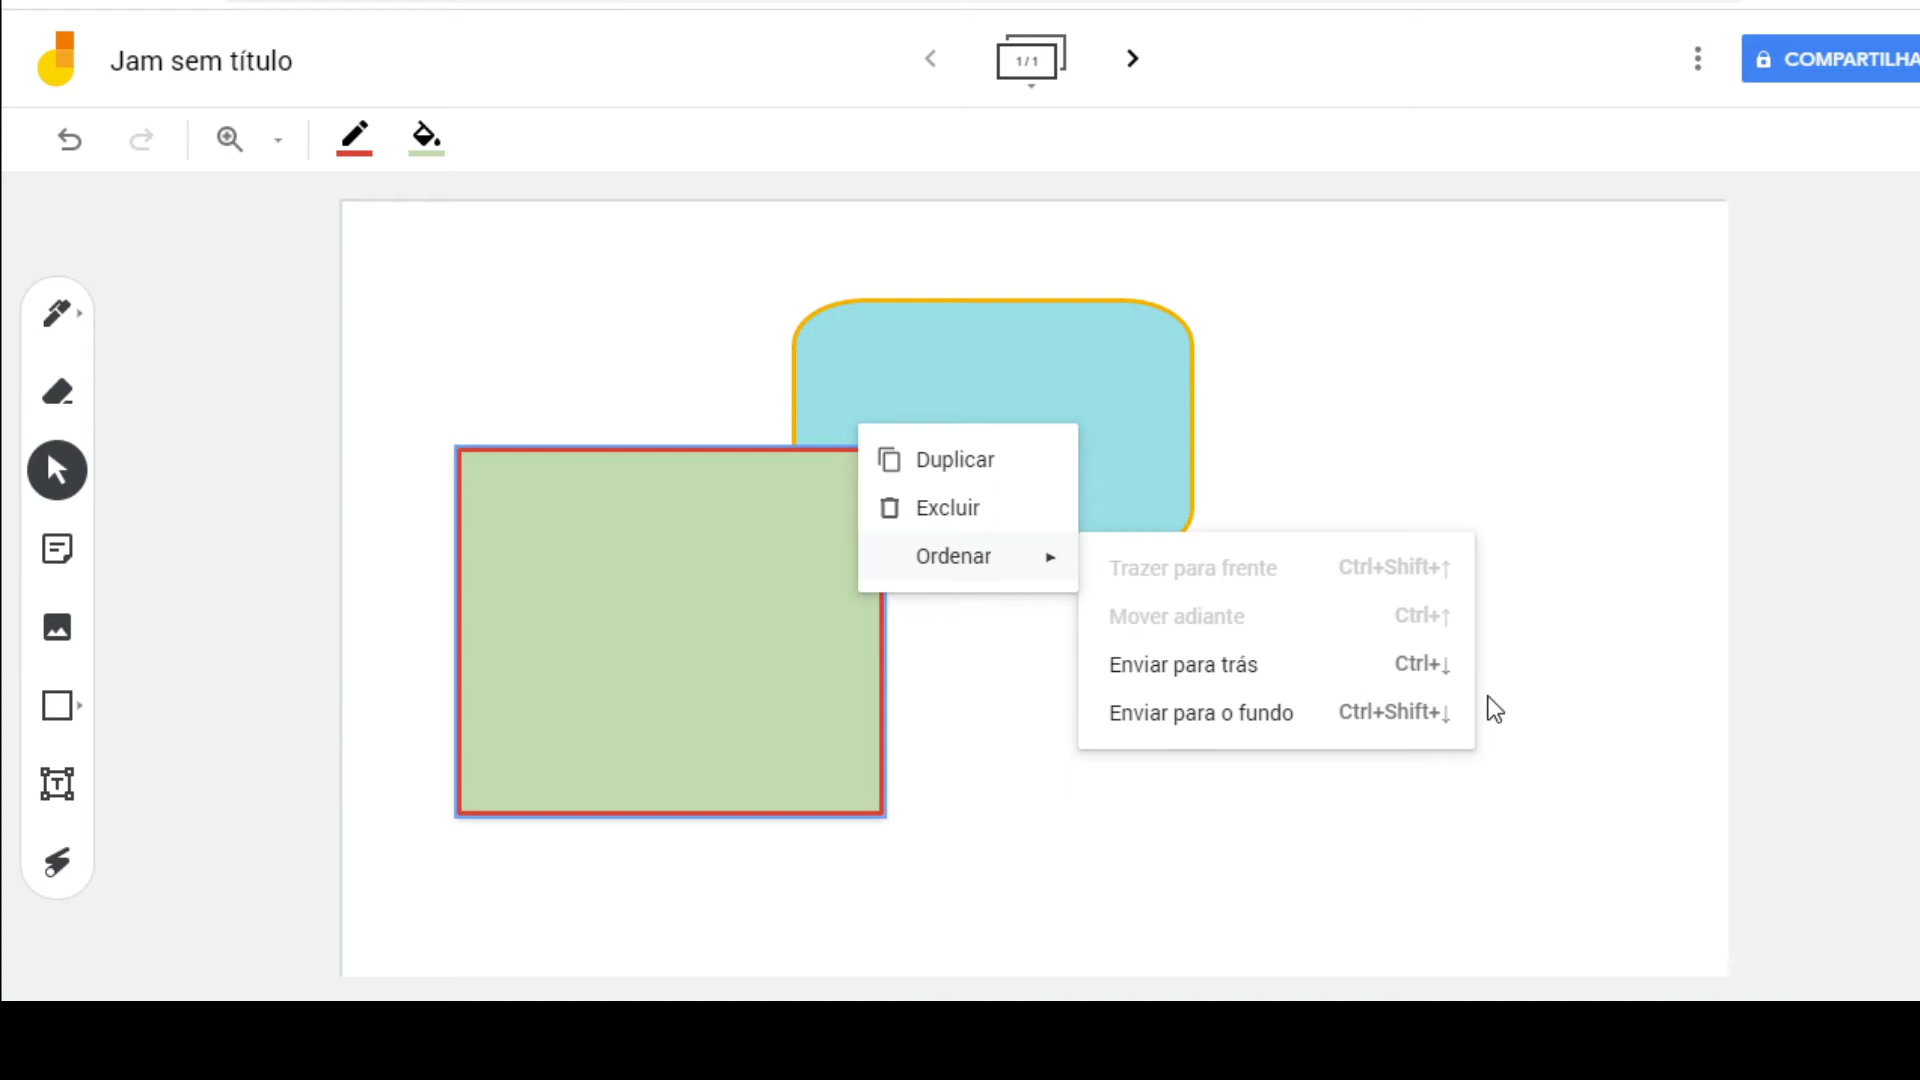 Jam sem título
1/1
COMPARTILHA
Duplicar
Excluir
Ordenar
Trazer para frente Ctrl+Shift+↑
Mover adiante Ctrl+↑
Enviar para trás Ctrl+↓
Enviar para o fundo Ctrl+Shift+↓